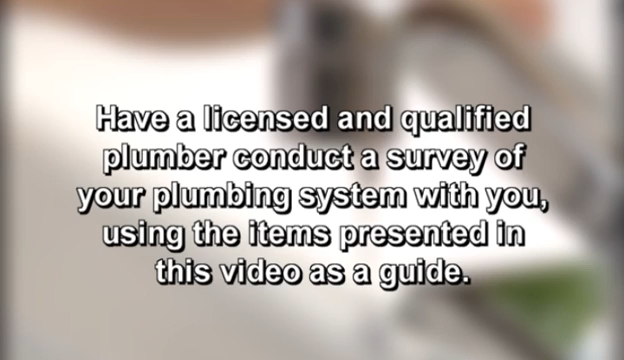 Have a licensed and qualified
plumber conduct a survey of
your plumbing system with you,
using the items presented in
this video as a guide.